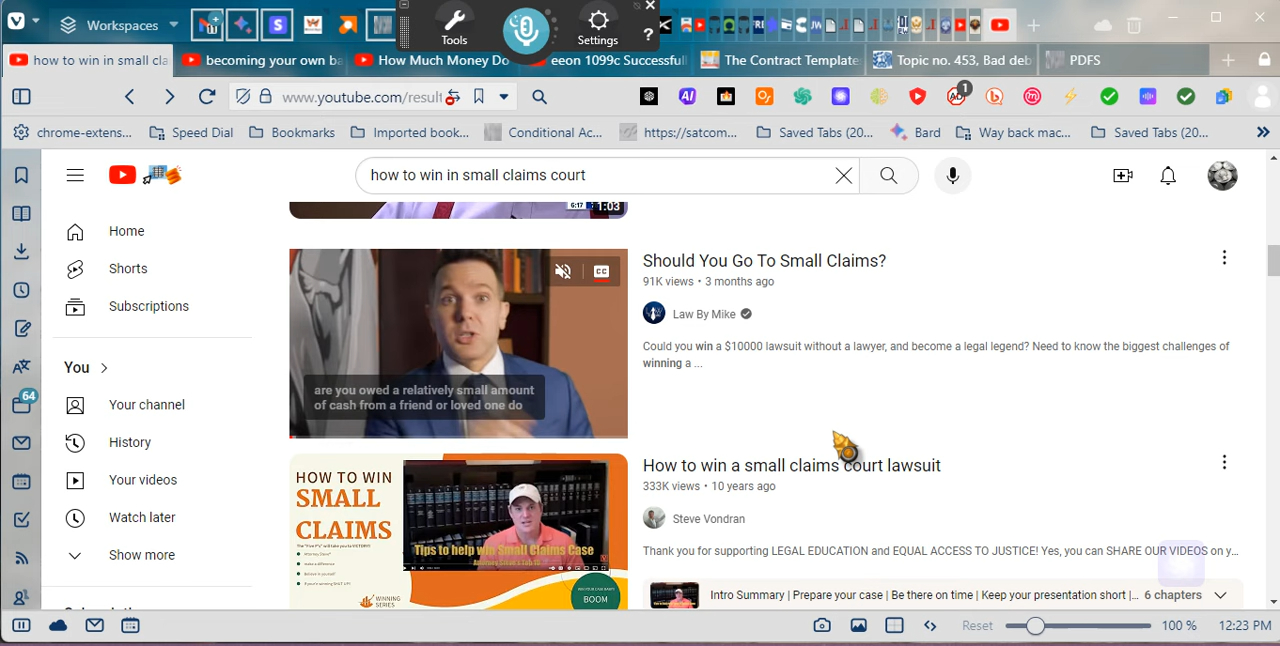 Workspaces
Tools
Settings
?
how to win in small cla
becoming your own ba
How Much Money Do
eeon 1099c Successful
The Contract Template
Topic no. 453, Bad deb
PDFS
www.youtube.com/result
1
chrome-extens...
Speed Dial
Bookmarks
Imported book...
Conditional Ac...
https://satcom...
Saved Tabs (20...
Bard
Way back mac...
Saved Tabs (20...
how to win in small claims court
Home
Shorts
Subscriptions
You
Your channel
History
Your videos
Watch later
Show more
64
6:17
1:03
CC
are you owed a relatively small amount
of cash from a friend or loved one do
Should You Go To Small Claims?
91K views • 3 months ago
Law By Mike
Could you win a $10000 lawsuit without a lawyer, and become a legal legend? Need to know the biggest challenges of
winning a ...
HOW TO WIN
SMALL
CLAIMS
Tips to help win Small Claims Case
WINNING
SERIES
BOOM
How to win a small claims court lawsuit
333K views • 10 years ago
Steve Vondran
Thank you for supporting LEGAL EDUCATION and EQUAL ACCESS TO JUSTICE! Yes, you can SHARE OUR VIDEOS on y...
Intro Summary | Prepare your case | Be there on time | Keep your presentation short |...
6 chapters
Reset
100 %
12:23 PM